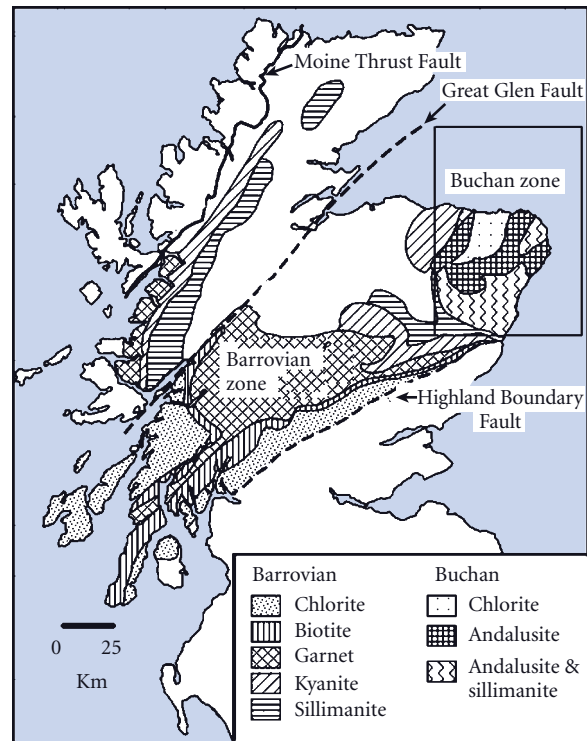 Moine Thrust Fault
Great Glen Fault
Buchan zone
Barrovian
zone
Highland Boundary
Fault
0 25
Km
Barrovian
Chlorite
Biotite
Garnet
Kyanite
Sillimanite
Buchan
Chlorite
Andalusite
Andalusite &
sillimanite